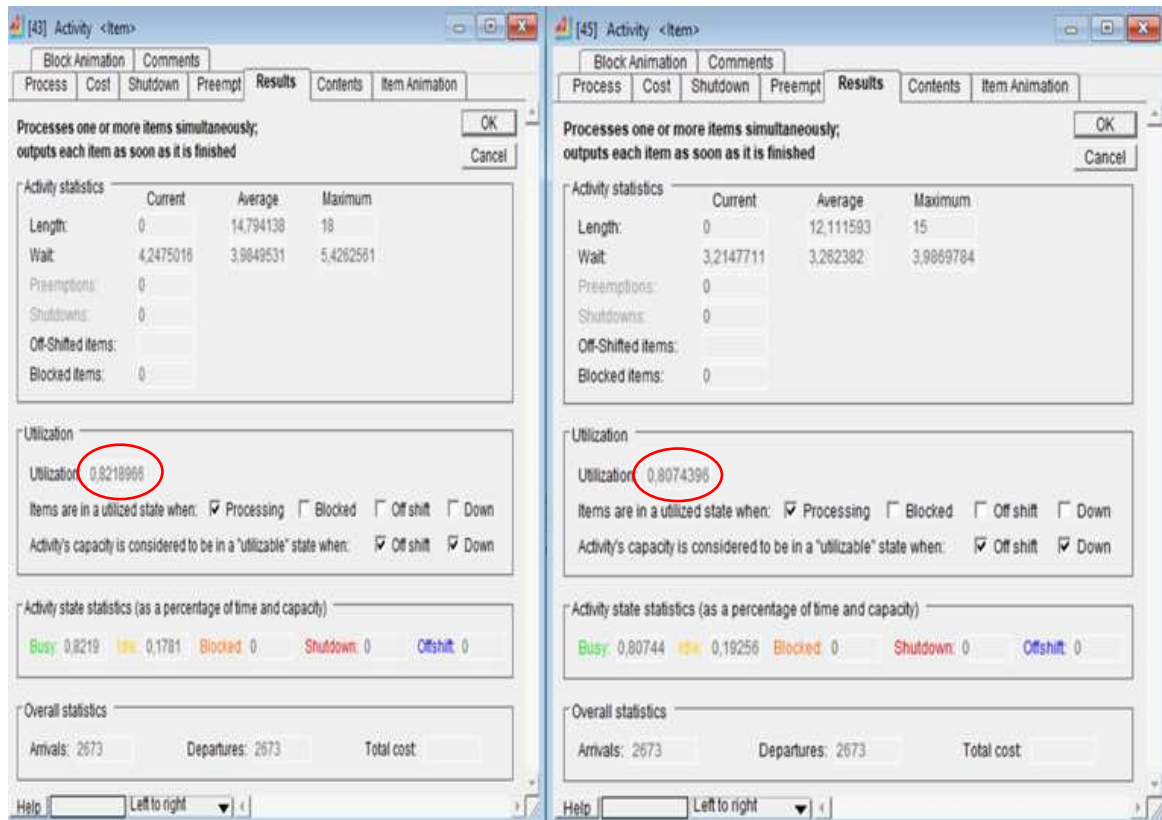 [43] Activity <Item>
Block Animation Comments
Process Cost Shutdown Preempt Results Contents Item Animation
Processes one or more items simultaneously;
outputs each item as soon as it is finished
OK
Cancel
Activity statistics
Current Average Maximum
Length: 0 14,794138 18
Wait: 4,2475016 3,9849531 5,4262561
Preemptions: 0
Shutdowns: 0
Off-Shifted items:
Blocked items: 0
Utilization
Utilization: 0,8218966
Items are in a utilized state when: Processing Blocked Off shift Down
Activity's capacity is considered to be in a "utilizable" state when: Off shift Down
Activity state statistics (as a percentage of time and capacity)
Busy: 0,8219 Idle: 0,1781 Blocked: 0 Shutdown: 0 Offshift: 0
Overall statistics
Arrivals: 2673 Departures: 2673 Total cost:
Help Left to right
[45] Activity <Item>
Block Animation Comments
Process Cost Shutdown Preempt Results Contents Item Animation
Processes one or more items simultaneously;
outputs each item as soon as it is finished
OK
Cancel
Activity statistics
Current Average Maximum
Length: 0 12,111593 15
Wait: 3,2147711 3,262382 3,9869784
Preemptions: 0
Shutdowns: 0
Off-Shifted items:
Blocked items: 0
Utilization
Utilization: 0,8074396
Items are in a utilized state when: Processing Blocked Off shift Down
Activity's capacity is considered to be in a "utilizable" state when: Off shift Down
Activity state statistics (as a percentage of time and capacity)
Busy: 0,80744 Idle: 0,19256 Blocked: 0 Shutdown: 0 Offshift: 0
Overall statistics
Arrivals: 2673 Departures: 2673 Total cost:
Help Left to right